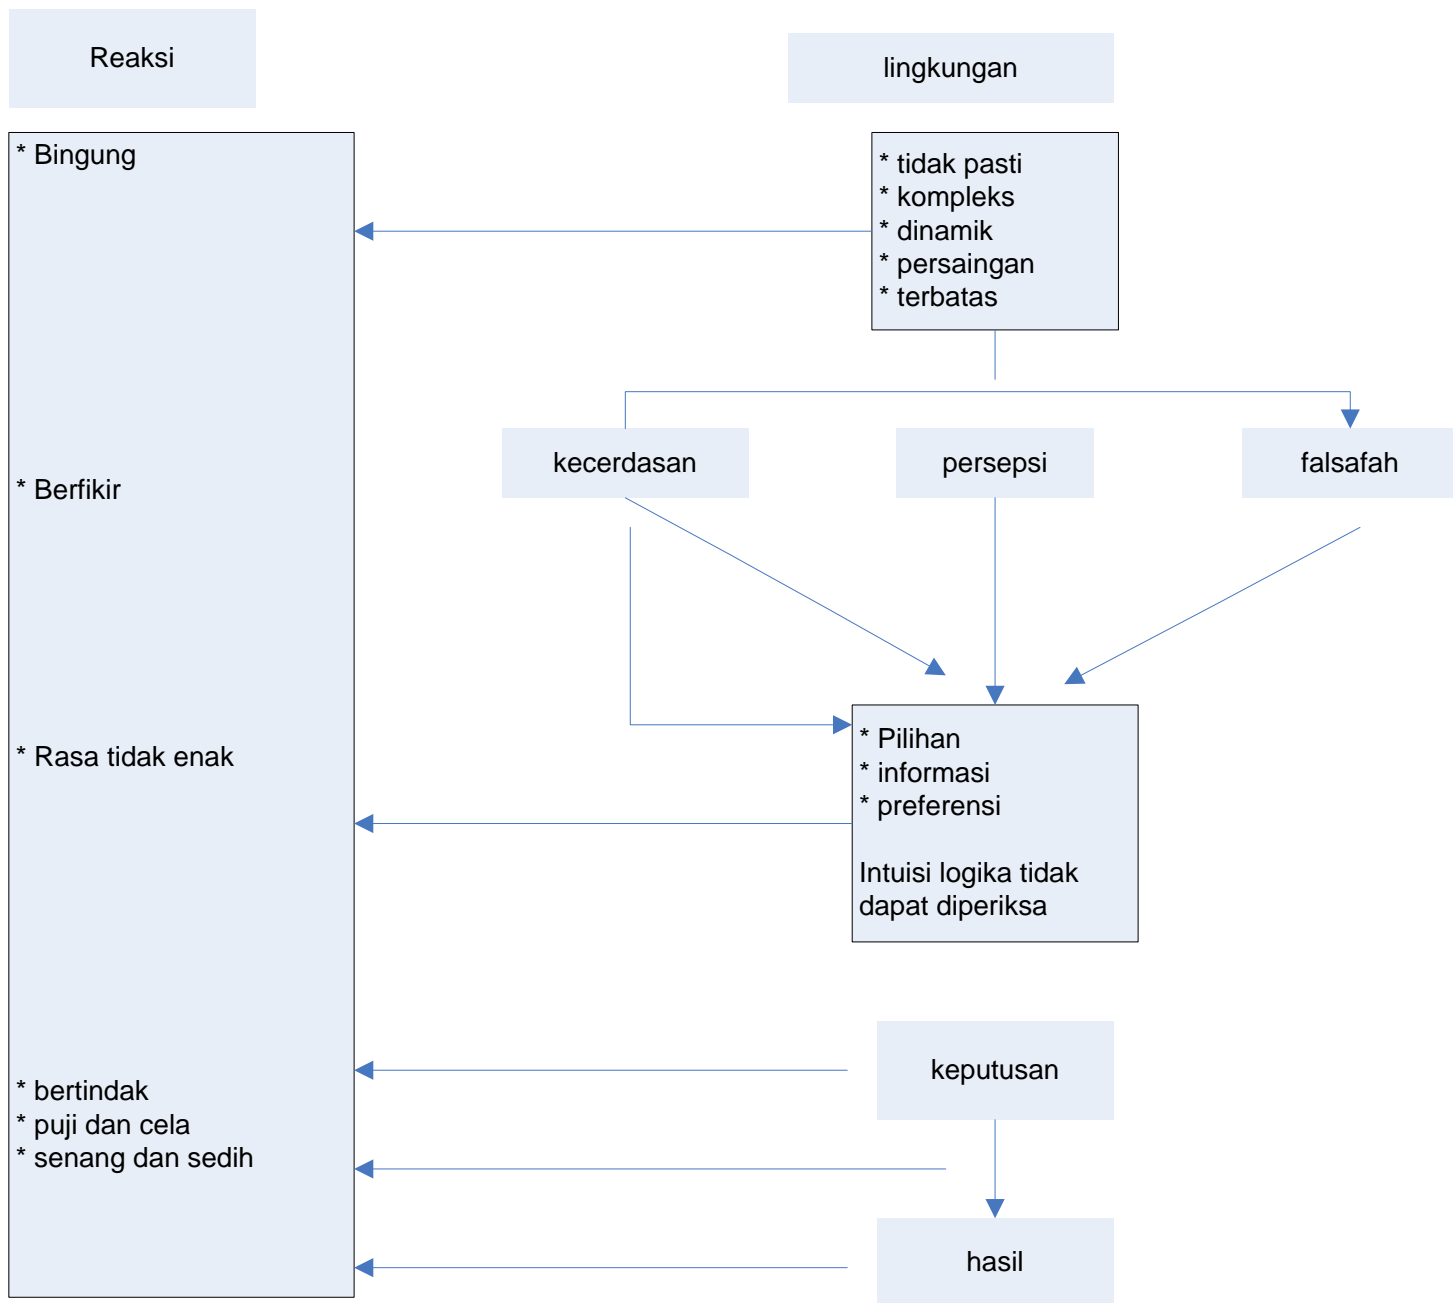 Reaksi
lingkungan
* Bingung
* tidak pasti
* kompleks
* dinamik
* persaingan
* terbatas
kecerdasan
persepsi
falsafah
* Berfikir
* Rasa tidak enak
* Pilihan
* informasi
* preferensi
Intuisi logika tidak
dapat diperiksa
keputusan
* bertindak
* puji dan cela
* senang dan sedih
hasil